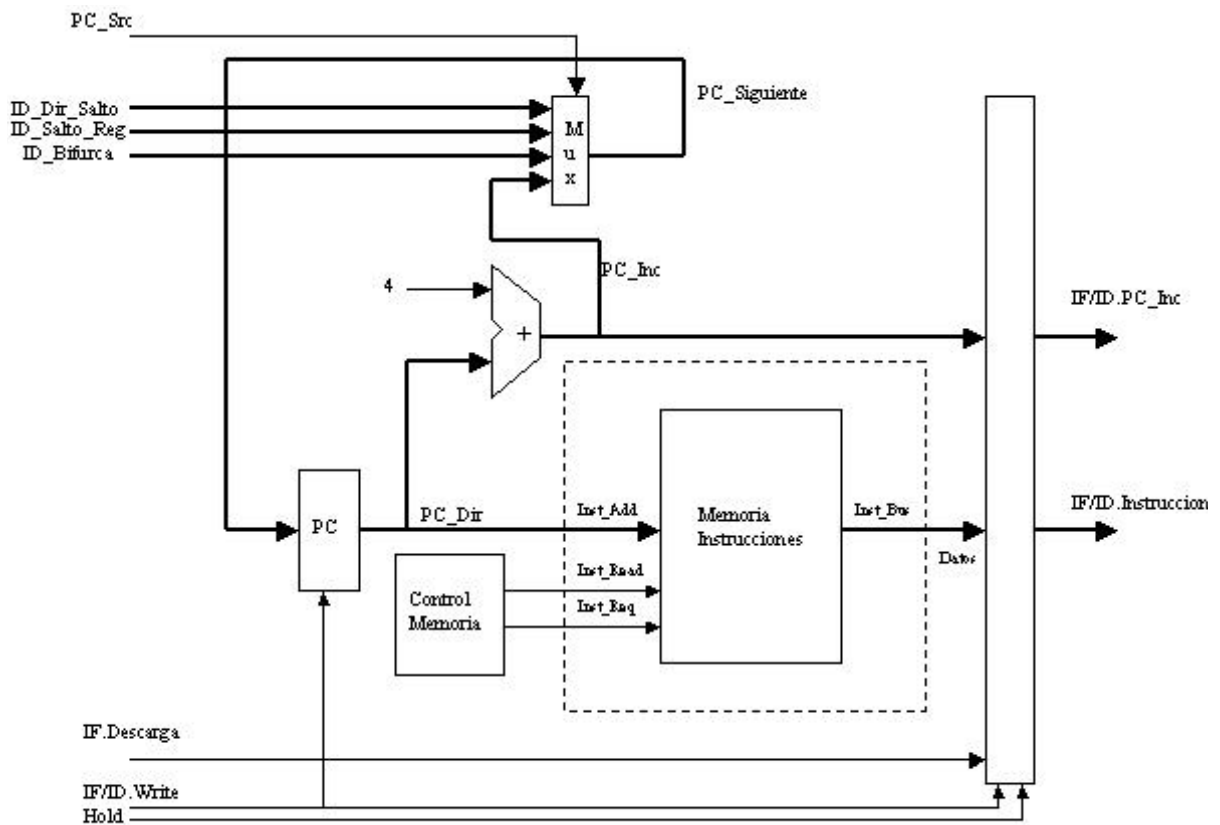 PC_Src
PC_Siguiente
ID_Dir_Salto
ID_Salto_Reg
ID_Bifurca
M
u
x
PC_Inc
4
+
IF/ID.PC_Inc
PC
PC_Dir
Inst_Add
Memoria
Instrucciones
Inst_Bus
IF/ID.Instruccion
Datos
Inst_Read
Control
Memoria
Inst_Req
IF.Descarga
IF/ID.Write
Hold